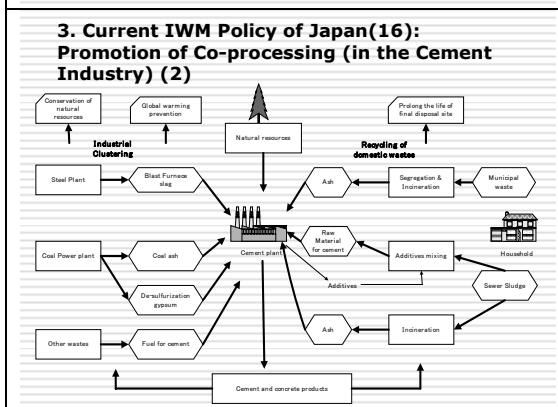 3. Current IWM Policy of Japan(16):
Promotion of Co-processing (in the Cement
Industry) (2)
Conservation of
natural
resources
Global warming
prevention
Natural resources
Prolong the life of
final disposal site
Industrial
Clustering
Recycling of
domestic wastes
Steel Plant
Blast Furnece
slag
Ash
Segregation &
Incineration
Municipal
waste
Coal Power plant
Coal ash
Cement plant
Raw
Material
for cement
Additives mixing
Household
De-sulfurization
gypsum
Additives
Sewer Sludge
Other wastes
Fuel for cement
Ash
Incineration
Cement and concrete products